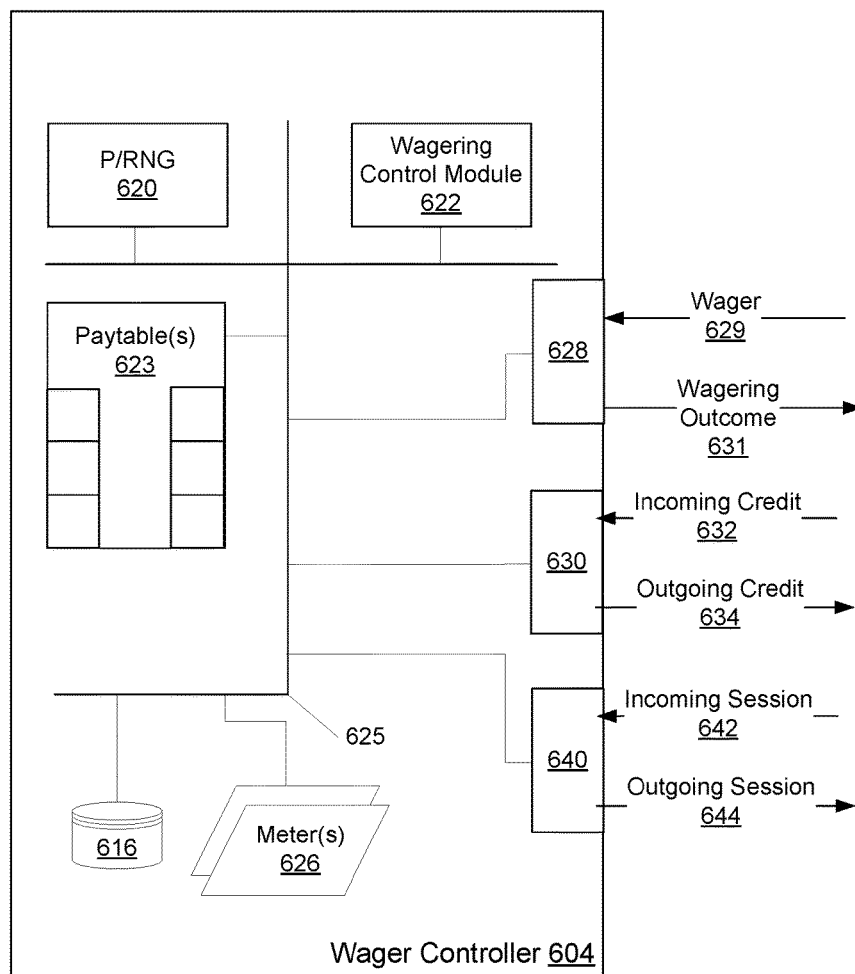 P/RNG
620
Wagering
Control Module
622
Paytable(s)
623
628
Wager
629
Wagering
Outcome
631
630
Incoming Credit
632
Outgoing Credit
634
640
Incoming Session
642
Outgoing Session
644
625
616
Meter(s)
626
Wager Controller 604